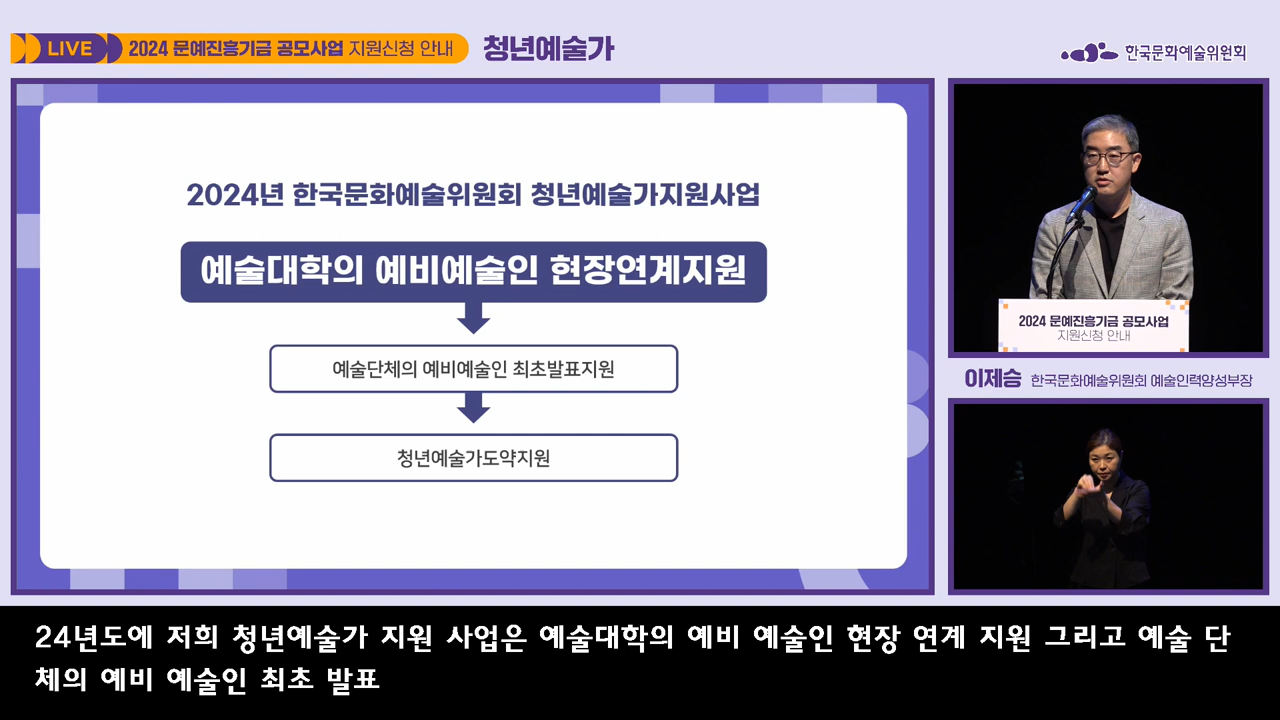 LIVE
2024 문예진흥기금 공모사업 지원신청 안내
청년예술가
한국문화예술위원회
2024년 한국문화예술위원회 청년예술가지원사업
예술대학의 예비예술인 현장연계지원
예술단체의 예비예술인 최초발표지원
청년예술가도약지원
2024 문예진흥기금 공모사업
지원신청 안내
이제승 한국문화예술위원회 예술인력양성부장
24년도에 저희 청년예술가 지원 사업은 예술대학의 예비 예술인 현장 연계 지원 그리고 예술 단
체의 예비 예술인 최초 발표